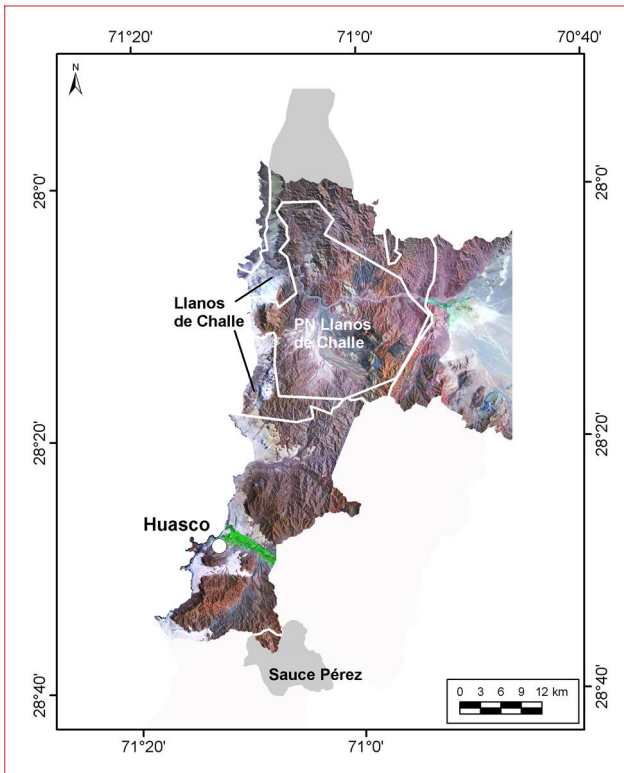 71°20' 71°0' 70°40'
N
28°0' 28°0'
Llanos
de Challe
PN Llanos
de Challe
28°20' 28°20'
Huasco
Sauce Pérez
28°40' 28°40'
0 3 6 9 12 km
71°20' 71°0'